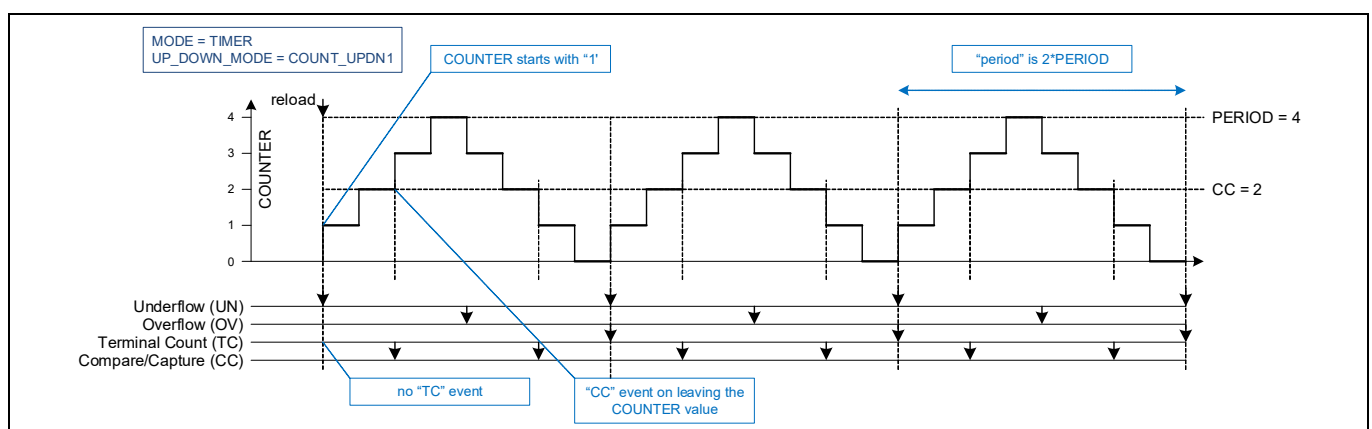 MODE = TIMER
UP_DOWN_MODE = COUNT_UPDN1
COUNTER starts with “1'
“period” is 2*PERIOD
reload
COUNTER
4
3
2
1
0
PERIOD = 4
CC = 2
Underflow (UN)
Overflow (OV)
Terminal Count (TC)
Compare/Capture (CC)
no “TC” event
“CC” event on leaving the
COUNTER value